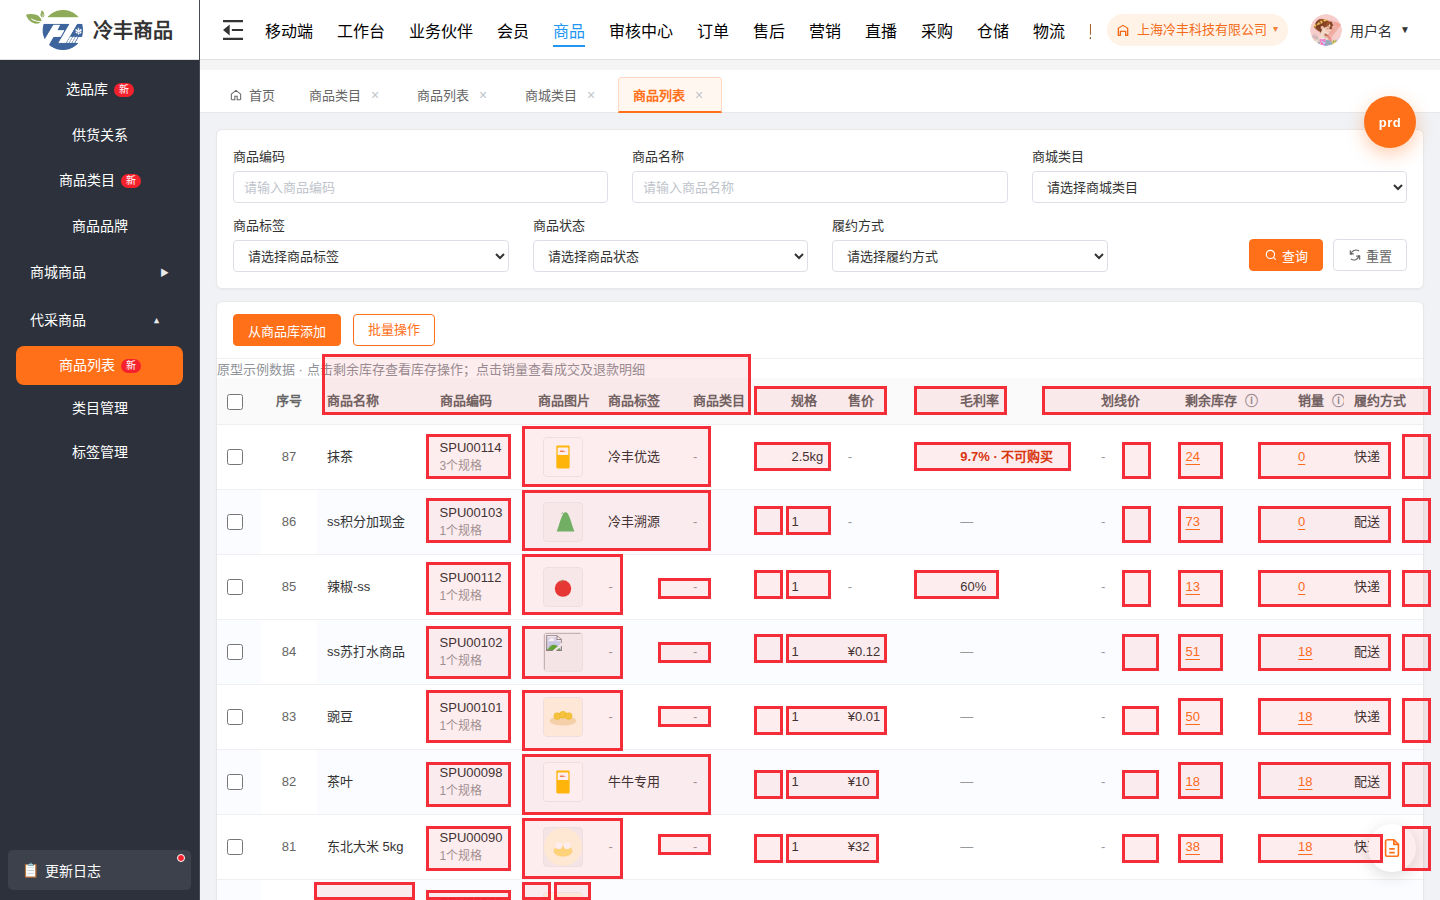 冷丰商品
移动端 工作台 业务伙伴 会员 商品 审核中心 订单 售后 营销 直播 采购 仓储 物流
上海冷丰科技有限公司 ▾
用户名 ▼
选品库 新
供货关系
商品类目 新
商品品牌
商城商品 ▶
代采商品 ▲
商品列表 新
类目管理
标签管理
更新日志
首页 商品类目 × 商品列表 × 商城类目 × 商品列表 ×
prd
商品编码 商品名称 商城类目
请输入商品编码 请输入商品名称 请选择商城类目
商品标签 商品状态 履约方式
请选择商品标签 请选择商品状态 请选择履约方式 查询 重置
从商品库添加 批量操作
原型示例数据 · 点击剩余库存查看库存操作；点击销量查看成交及退款明细
序号 商品名称 商品编码 商品图片 商品标签 商品类目 规格 售价 毛利率 划线价 剩余库存 ⓘ 销量 ⓘ 履约方式
87 抹茶 SPU00114 冷丰优选 - 2.5kg - 9.7% · 不可购买 - 24 0 快递
3个规格
86 ss积分加现金 SPU00103 冷丰溯源 - 1 - — - 73 0 配送
1个规格
85 辣椒-ss SPU00112 - - 1 - 60% - 13 0 快递
1个规格
84 ss苏打水商品 SPU00102 - - 1 ¥0.12 — - 51 18 配送
1个规格
83 豌豆 SPU00101 - - 1 ¥0.01 — - 50 18 快递
1个规格
82 茶叶 SPU00098 牛牛专用 - 1 ¥10 — - 18 18 配送
1个规格
81 东北大米 5kg SPU00090 - - 1 ¥32 — - 38 18 快
1个规格